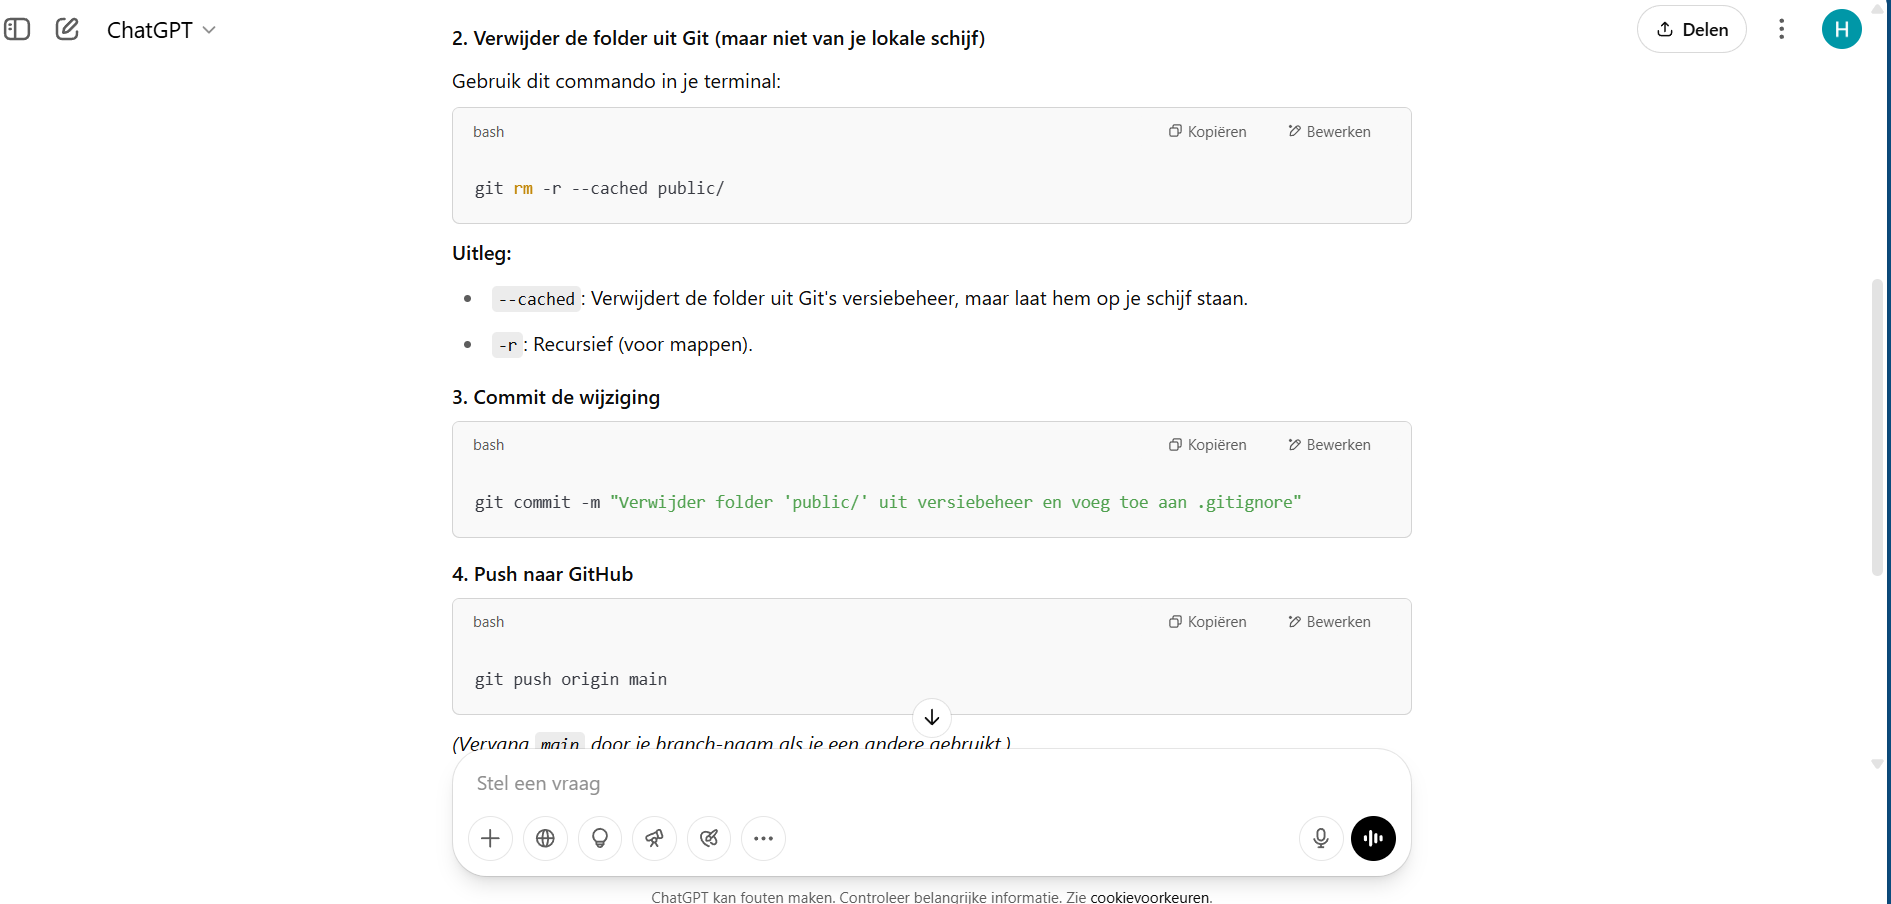 ChatGPT
Delen
H
2. Verwijder de folder uit Git (maar niet van je lokale schijf)
Gebruik dit commando in je terminal:
bash
Kopiëren
Bewerken
git rm -r --cached public/
Uitleg:
--cached: Verwijdert de folder uit Git's versiebeheer, maar laat hem op je schijf staan.
-r: Recursief (voor mappen).
3. Commit de wijziging
bash
Kopiëren
Bewerken
git commit -m "Verwijder folder 'public/' uit versiebeheer en voeg toe aan .gitignore"
4. Push naar GitHub
bash
Kopiëren
Bewerken
git push origin main
(Vervang main door je branch-naam als je een andere gebruikt.)
Stel een vraag
ChatGPT kan fouten maken. Controleer belangrijke informatie. Zie cookievoorkeuren.